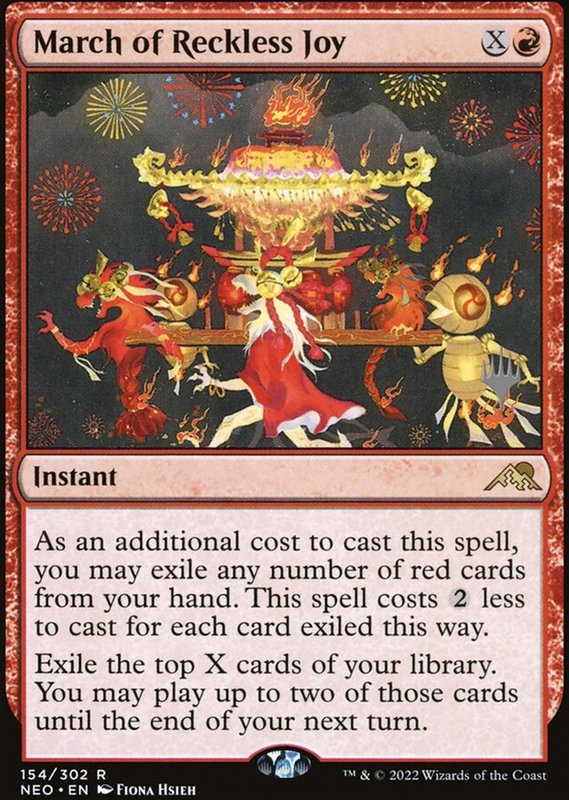 March of Reckless Joy X
Instant
As an additional cost to cast this spell,
you may exile any number of red cards
from your hand. This spell costs 2 less
to cast for each card exiled this way.
Exile the top X cards of your library.
You may play up to two of those cards
until the end of your next turn.
154/302 R
NEO • EN Fiona Hsieh
™ & © 2022 Wizards of the Coast